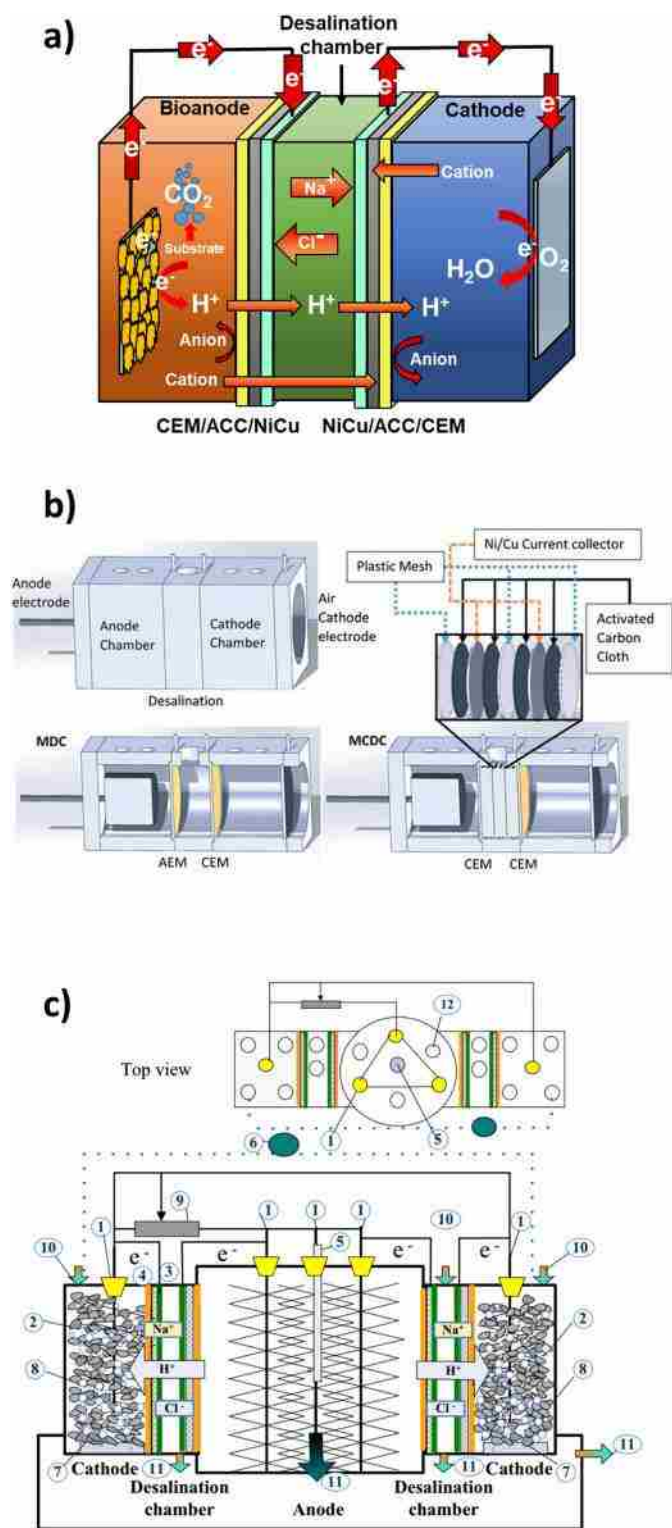 a)
Desalination
chamber
e-
e-
e-
e-
e-
e-
Bioanode
Cathode
e-
CO2
Na+
Cation
e-
Substrate
Cl-
e-
O2
e-
H2O
H+
H+
H+
Anion
Anion
Cation
CEM/ACC/NiCu
NiCu/ACC/CEM
b)
Ni/Cu Current collector
Plastic Mesh
Anode
electrode
Anode
Chamber
Cathode
Chamber
Air
Cathode
electrode
Activated
Carbon
Cloth
Desalination
MDC
MCDC
AEM
CEM
CEM
CEM
c)
12
Top view
6
1
5
9
1
1
1
1
5
10
1
10
e-
e-
e-
e-
10
4
3
2
Na+
Na+
2
8
H+
H+
8
Cl-
Cl-
11
7
Cathode
11
11
11
Cathode
7
Desalination
chamber
Anode
Desalination
chamber